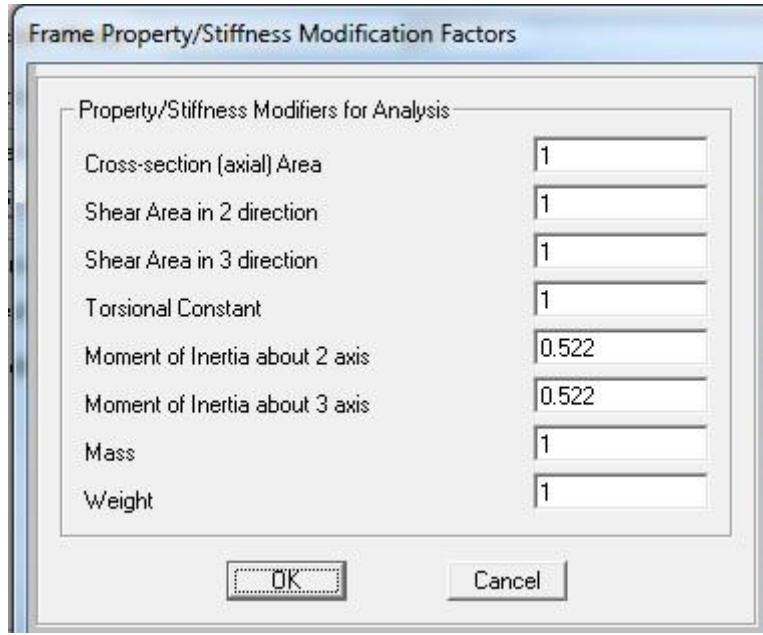 Frame Property/Stiffness Modification Factors
Property/Stiffness Modifiers for Analysis
Cross-section (axial) Area 1
Shear Area in 2 direction 1
Shear Area in 3 direction 1
Torsional Constant 1
Moment of Inertia about 2 axis 0.522
Moment of Inertia about 3 axis 0.522
Mass 1
Weight 1
OK Cancel